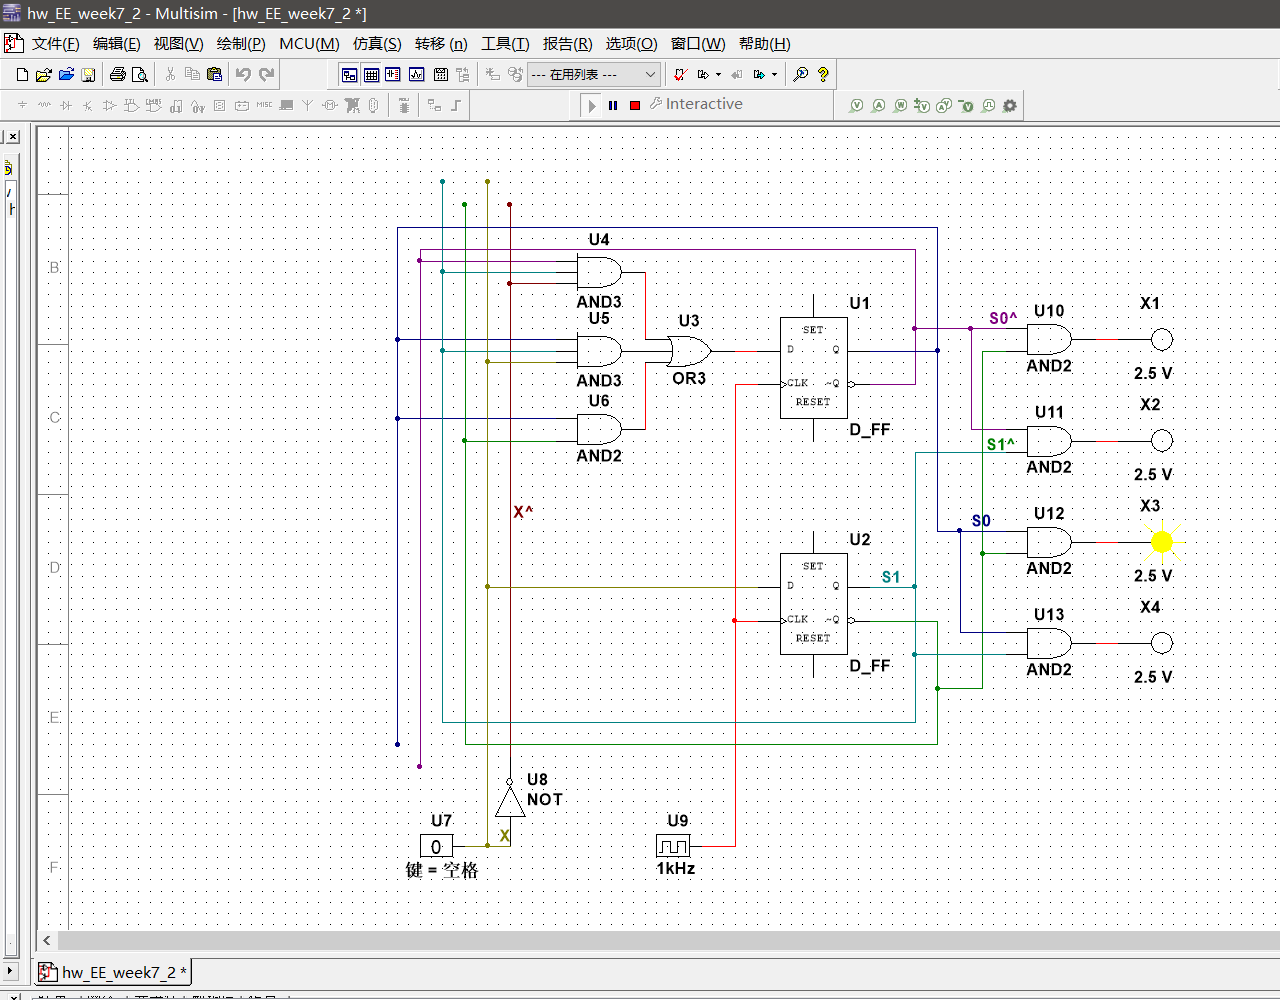 hw_EE_week7_2 - Multisim - [hw_EE_week7_2 *]
文件(F) 编辑(E) 视图(V) 绘制(P) MCU(M) 仿真(S) 转移 (n) 工具(T) 报告(R) 选项(O) 窗口(W) 帮助(H)
--- 在用列表 ---
MISC
Interactive
B
C
D
E
F
U4
AND3
U5
AND3
U6
AND2
U3
OR3
U1
SET
D Q
CLK ~Q
RESET
D_FF
U2
SET
D Q
CLK ~Q
RESET
D_FF
S0^
S1^
S0
S1
X^
U10
AND2
X1
2.5 V
U11
AND2
X2
2.5 V
U12
AND2
X3
2.5 V
U13
AND2
X4
2.5 V
U8
NOT
X
U7
0
键 = 空格
U9
1kHz
hw_EE_week7_2 *